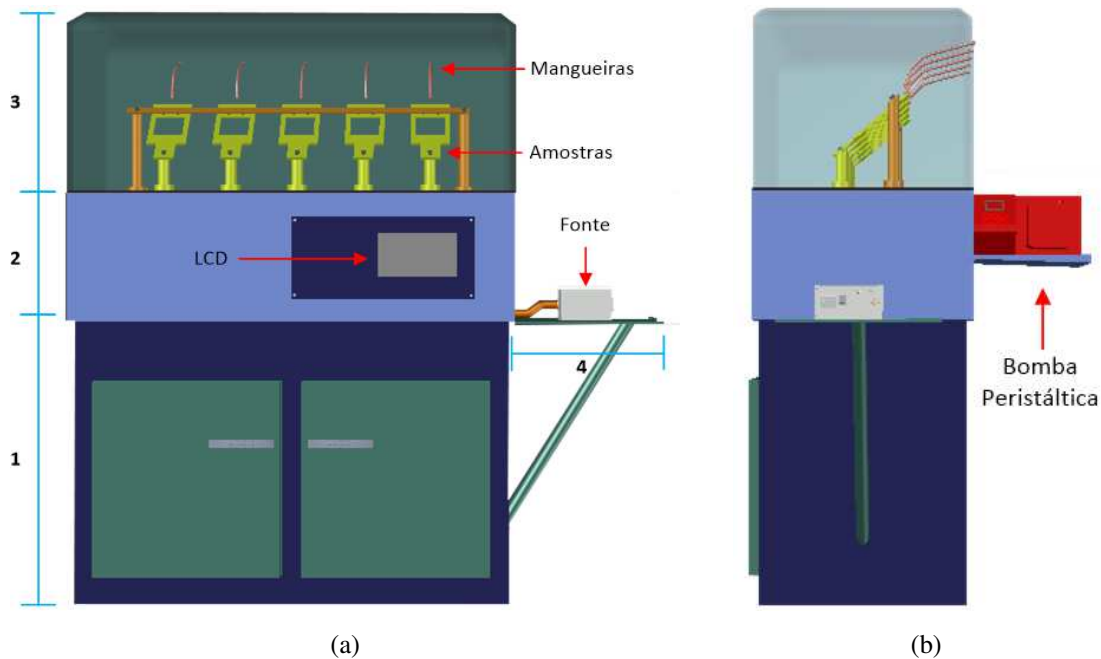 3
Mangueiras
Amostras
2
LCD
Fonte
4
1
Bomba
Peristáltica
(a)
(b)